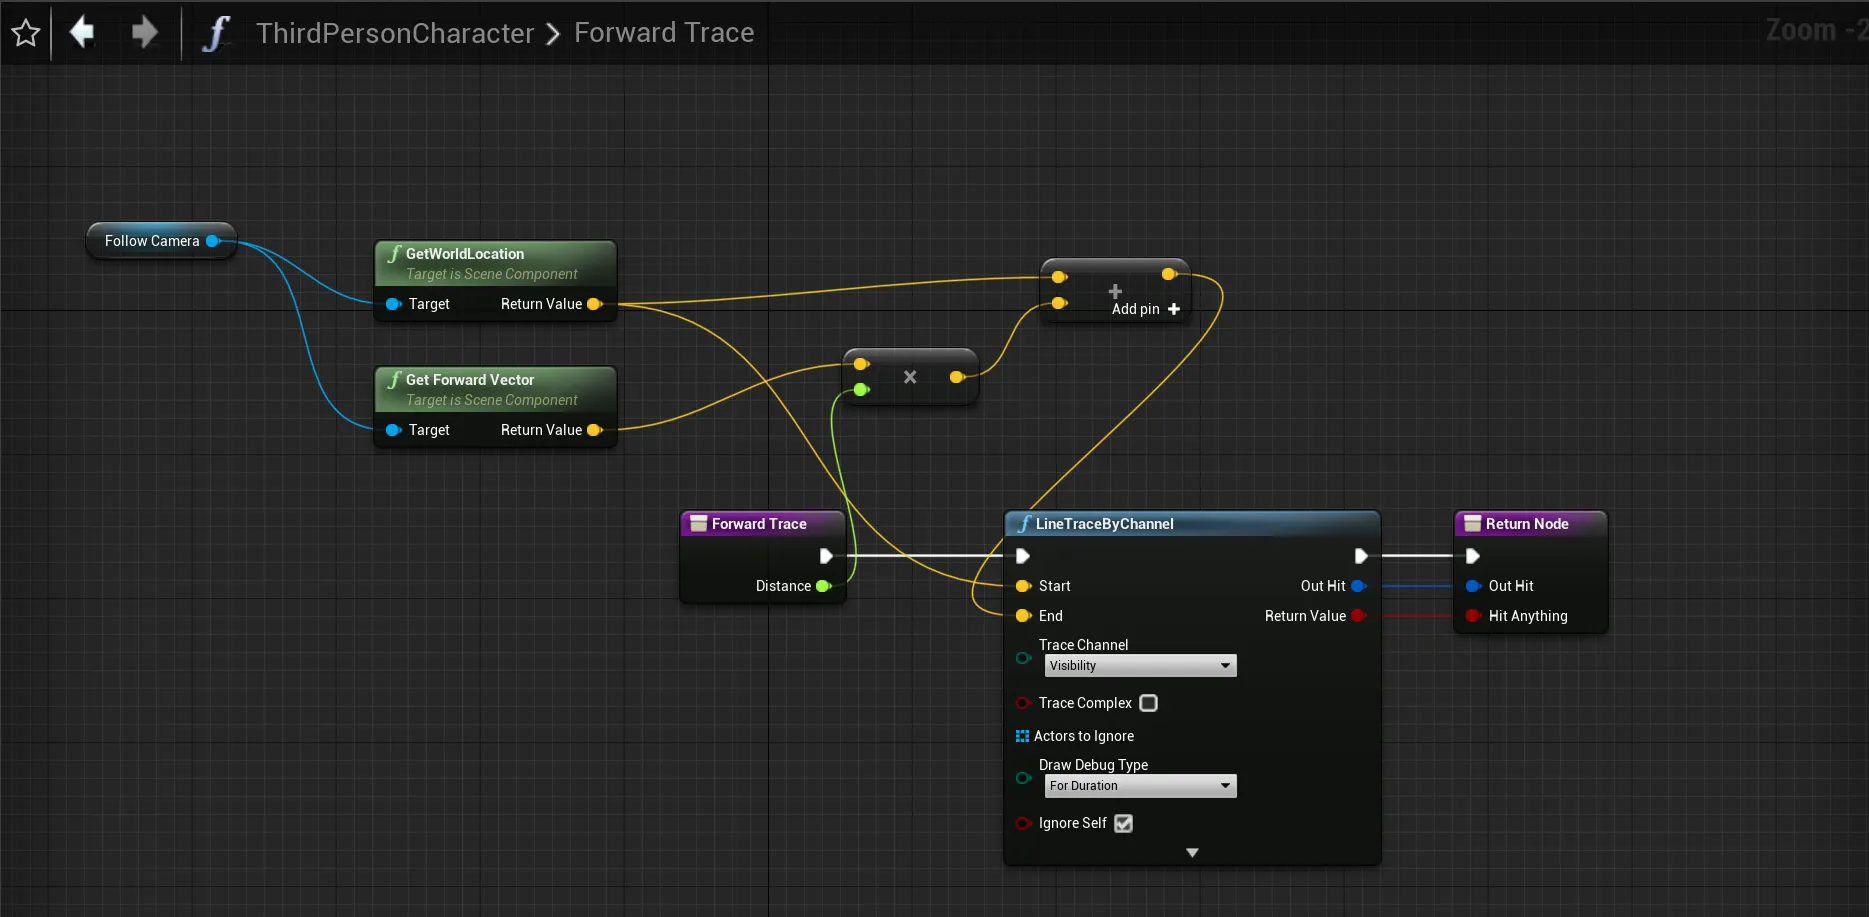 ThirdPersonCharacter > Forward Trace
Zoom -2
Follow Camera
f GetWorldLocation
Target is Scene Component
Target Return Value
+
Add pin +
×
f Get Forward Vector
Target is Scene Component
Target Return Value
Forward Trace
Distance
f LineTraceByChannel
Start Out Hit
End Return Value
Trace Channel
Visibility
Trace Complex
Actors to Ignore
Draw Debug Type
For Duration
Ignore Self
Return Node
Out Hit
Hit Anything